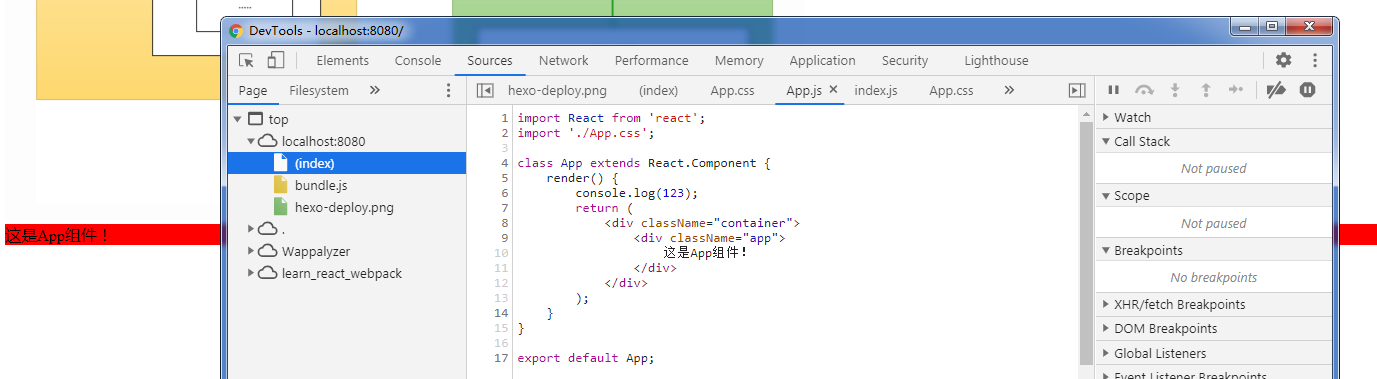 .....
DevTools - localhost:8080/
Elements Console Sources Network Performance Memory Application Security Lighthouse
Page Filesystem »
hexo-deploy.png (index) App.css App.js × index.js App.css »
top
localhost:8080
(index)
bundle.js
hexo-deploy.png
.
Wappalyzer
learn_react_webpack
这是App组件！
1 import React from 'react';
2 import './App.css';
3
4 class App extends React.Component {
5 render() {
6 console.log(123);
7 return (
8 <div className="container">
9 <div className="app">
10 这是App组件！
11 </div>
12 </div>
13 );
14 }
15 }
16
17 export default App;
Watch
Call Stack
Not paused
Scope
Not paused
Breakpoints
No breakpoints
XHR/fetch Breakpoints
DOM Breakpoints
Global Listeners
Event Listener Breakpoints